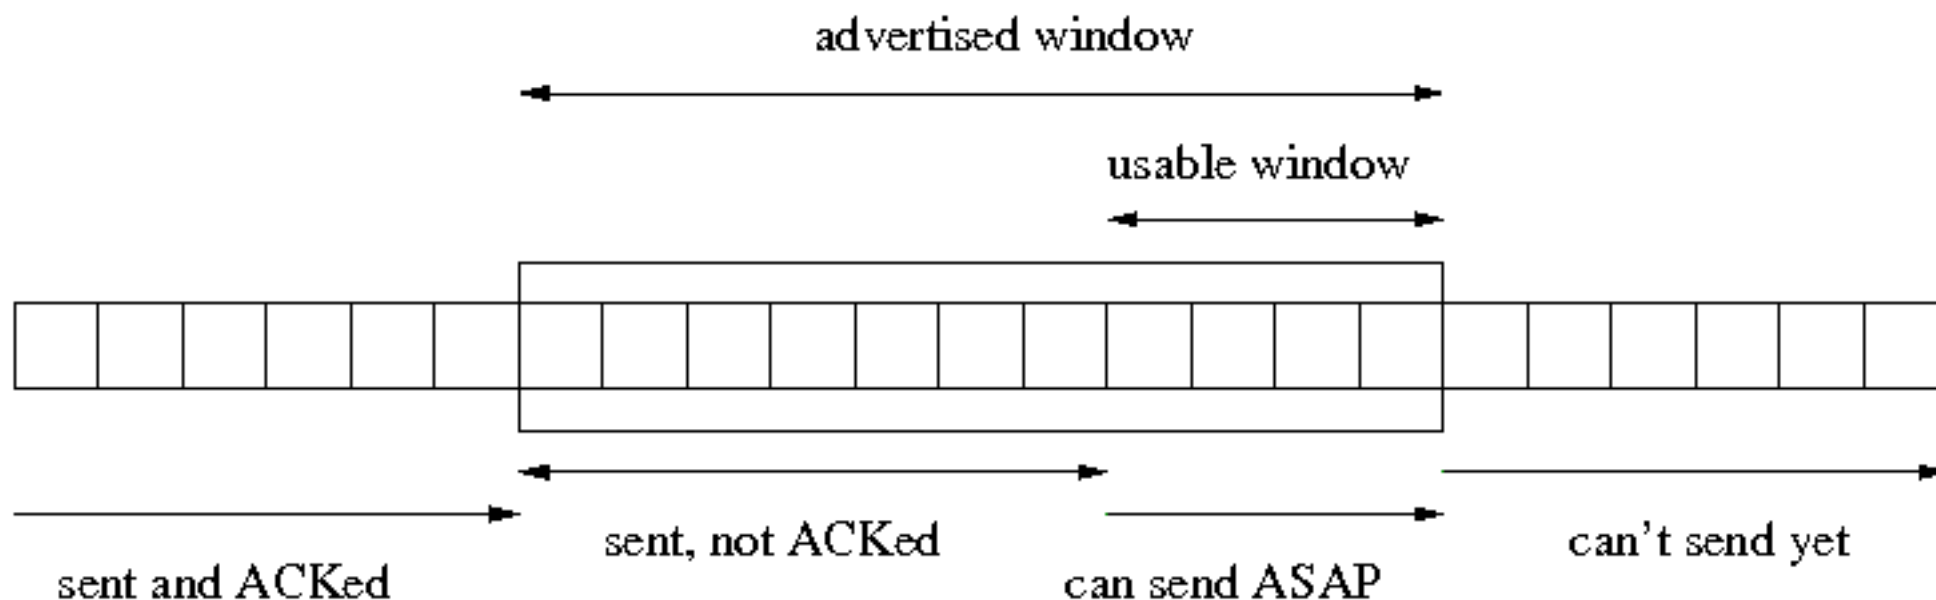 advertised window
usable window
sent, not ACKed
can't send yet
sent and ACKed
can send ASAP